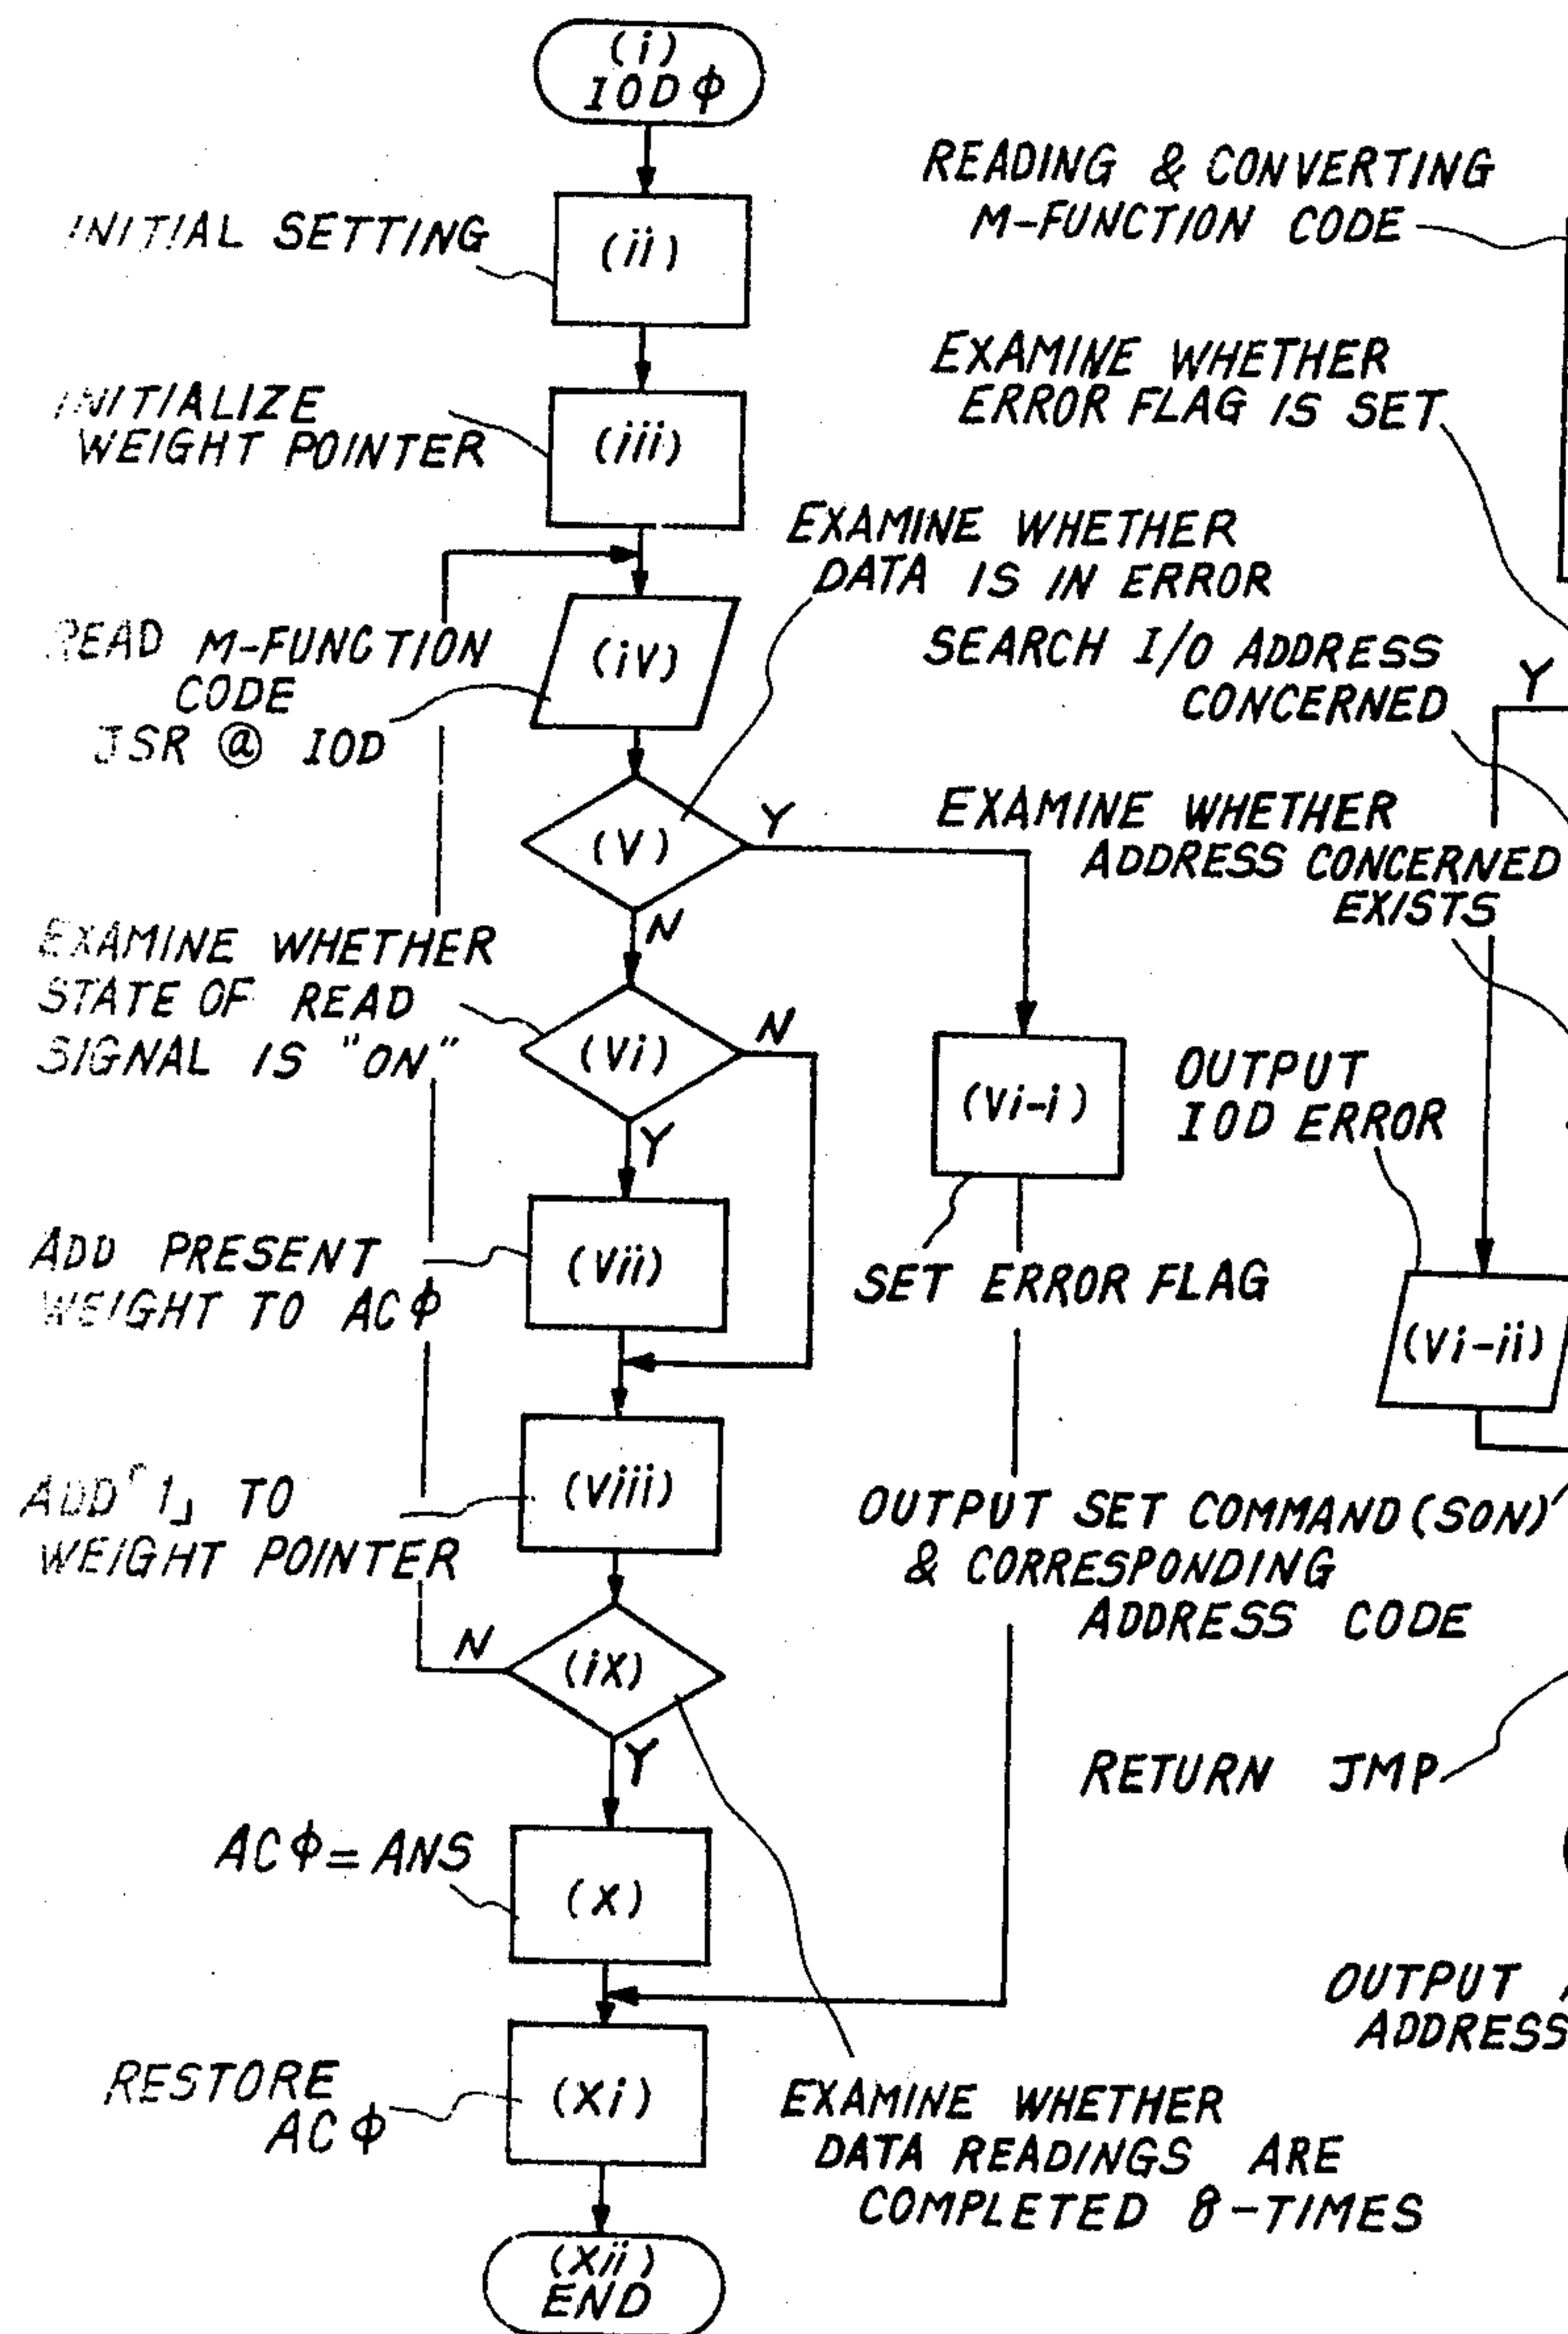 (i)
IODφ
INITIAL SETTING
(ii)
INITIALIZE
WEIGHT POINTER
(iii)
READ M-FUNCTION
CODE
JSR @ IOD
(iV)
EXAMINE WHETHER
DATA IS IN ERROR
(V)
Y
N
EXAMINE WHETHER
STATE OF READ
SIGNAL IS "ON"
(Vi)
N
Y
(Vi-i)
SET ERROR FLAG
ADD PRESENT
WEIGHT TO ACφ
(Vii)
ADD「1」TO
WEIGHT POINTER
(Viii)
N
(iX)
Y
ACφ=ANS
(X)
RESTORE
ACφ
(Xi)
EXAMINE WHETHER
DATA READINGS ARE
COMPLETED 8-TIMES
(Xii)
END
READING & CONVERTING
M-FUNCTION CODE
EXAMINE WHETHER
ERROR FLAG IS SET
SEARCH I/O ADDRESS
CONCERNED
Y
EXAMINE WHETHER
ADDRESS CONCERNED
EXISTS
OUTPUT
IOD ERROR
(Vi-ii)
OUTPUT SET COMMAND(SON)
& CORRESPONDING
ADDRESS CODE
RETURN JMP
OUTPUT
ADDRESS